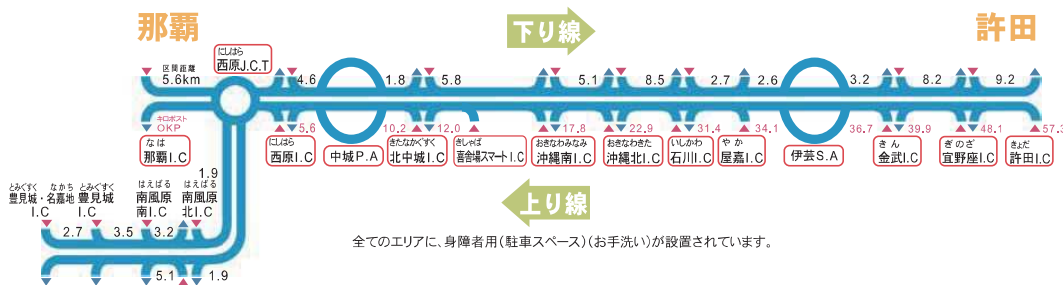 那覇
下り線
許田
にしはら
西原J.C.T
区間距離
5.6km
4.6
1.8
5.8
5.1
8.5
2.7
2.6
3.2
8.2
9.2
キロポスト
OKP
5.6
10.2
12.0
17.8
22.9
31.4
34.1
36.7
39.9
48.1
57.3
なは
那覇I.C
にしはら
西原I.C
中城P.A
きたなかぐすく
北中城I.C
きしゃば
喜舎場スマートI.C
おきなわみなみ
沖縄南I.C
おきなわきた
沖縄北I.C
いしかわ
石川I.C
やか
屋嘉I.C
伊芸S.A
きん
金武I.C
ぎのざ
宜野座I.C
きょだ
許田I.C
1.9
とみぐすく なかち
豊見城・名嘉地
I.C
とみぐすく
豊見城
I.C
はえばる
南風原
南I.C
はえばる
南風原
北I.C
上り線
2.7
3.5
3.2
5.1
1.9
全てのエリアに、身障者用(駐車スペース)(お手洗い)が設置されています。